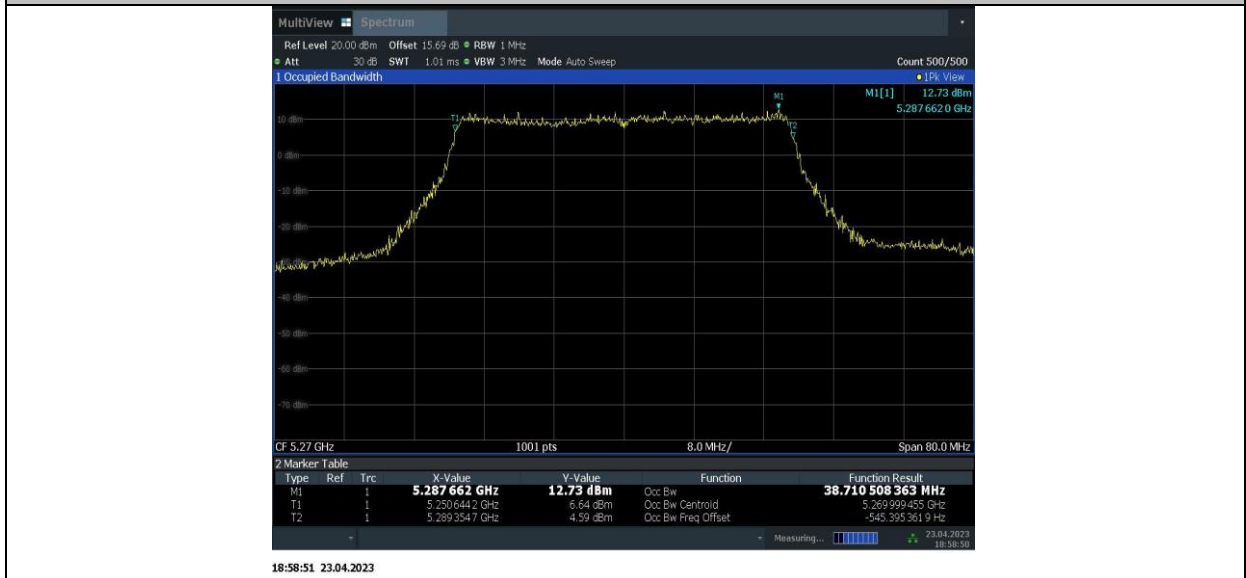 MultiView Spectrum
Ref Level 20.00 dBm Offset 15.69 dB RBW 1 MHz
Att 30 dB SWT 1.01 ms VBW 3 MHz Mode Auto Sweep Count 500/500
1 Occupied Bandwidth 1Pk View
M1[1] 12.73 dBm
5.287 662 0 GHz
M1
T1
T2
10 dBm
0 dBm
-10 dBm
-20 dBm
-40 dBm
-50 dBm
-60 dBm
-70 dBm
CF 5.27 GHz 1001 pts 8.0 MHz/ Span 80.0 MHz
2 Marker Table
Type Ref Trc X-Value Y-Value Function Function Result
M1 1 5.287 662 GHz 12.73 dBm Occ Bw 38.710 508 363 MHz
T1 1 5.250 644 2 GHz 6.64 dBm Occ Bw Centroid 5.269 999 455 GHz
T2 1 5.289 354 7 GHz 4.59 dBm Occ Bw Freq Offset -545.395 361 9 Hz
Measuring... 23.04.2023
18:58:50
18:58:51 23.04.2023